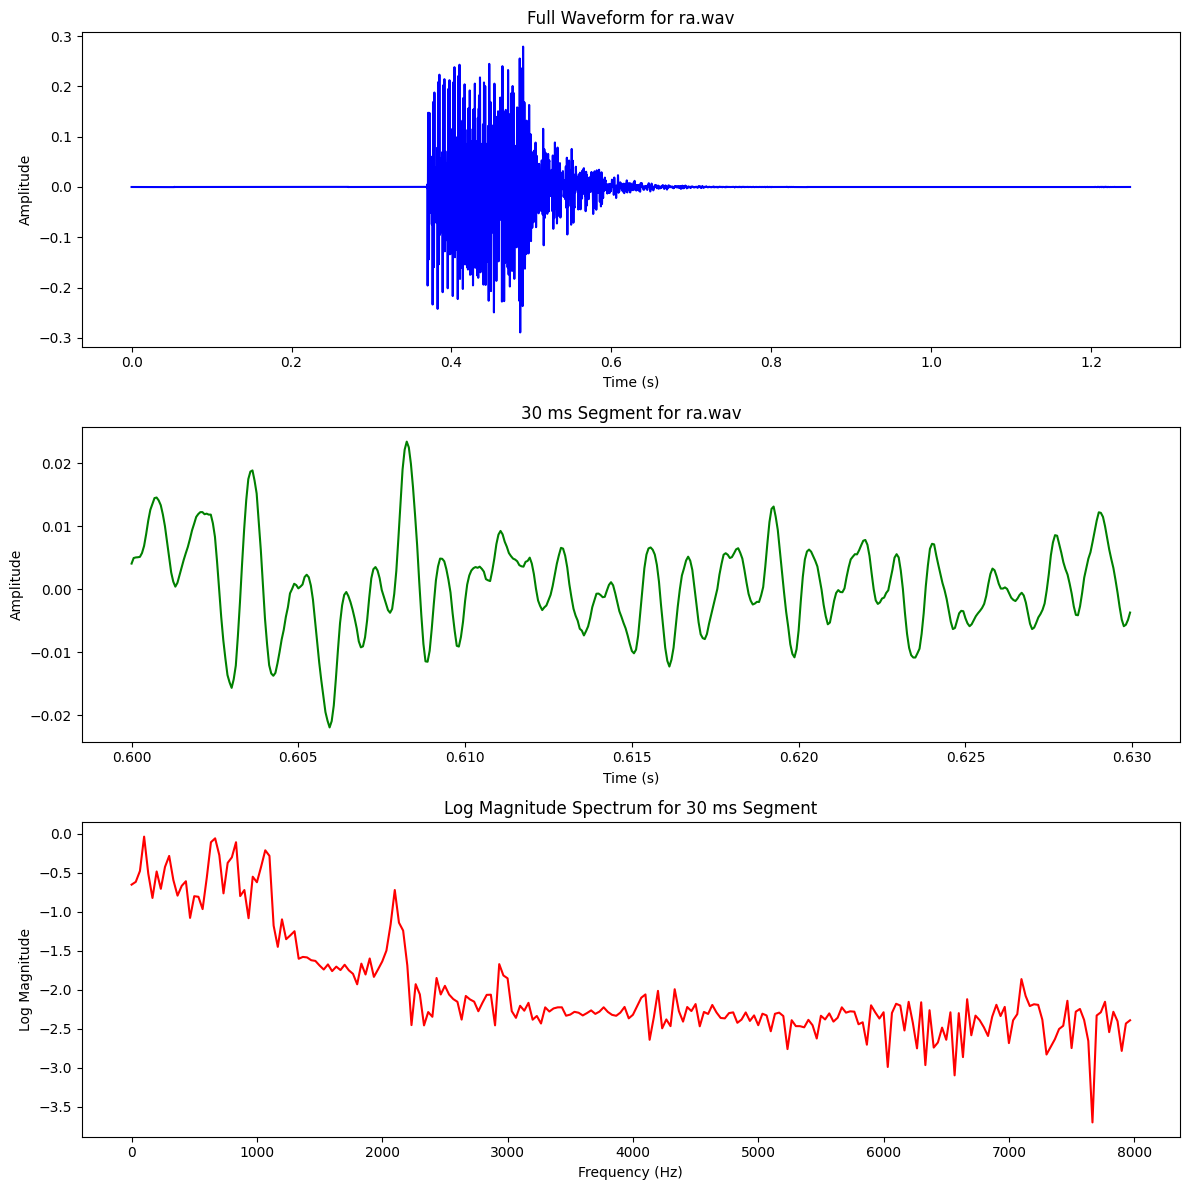 Full Waveform for ra.wav
0.3
0.2
0.1
0.0
−0.1
−0.2
−0.3
Amplitude
0.0 0.2 0.4 0.6 0.8 1.0 1.2
Time (s)
30 ms Segment for ra.wav
0.02
0.01
0.00
−0.01
−0.02
Amplitude
0.600 0.605 0.610 0.615 0.620 0.625 0.630
Time (s)
Log Magnitude Spectrum for 30 ms Segment
0.0
−0.5
−1.0
−1.5
−2.0
−2.5
−3.0
−3.5
Log Magnitude
0 1000 2000 3000 4000 5000 6000 7000 8000
Frequency (Hz)